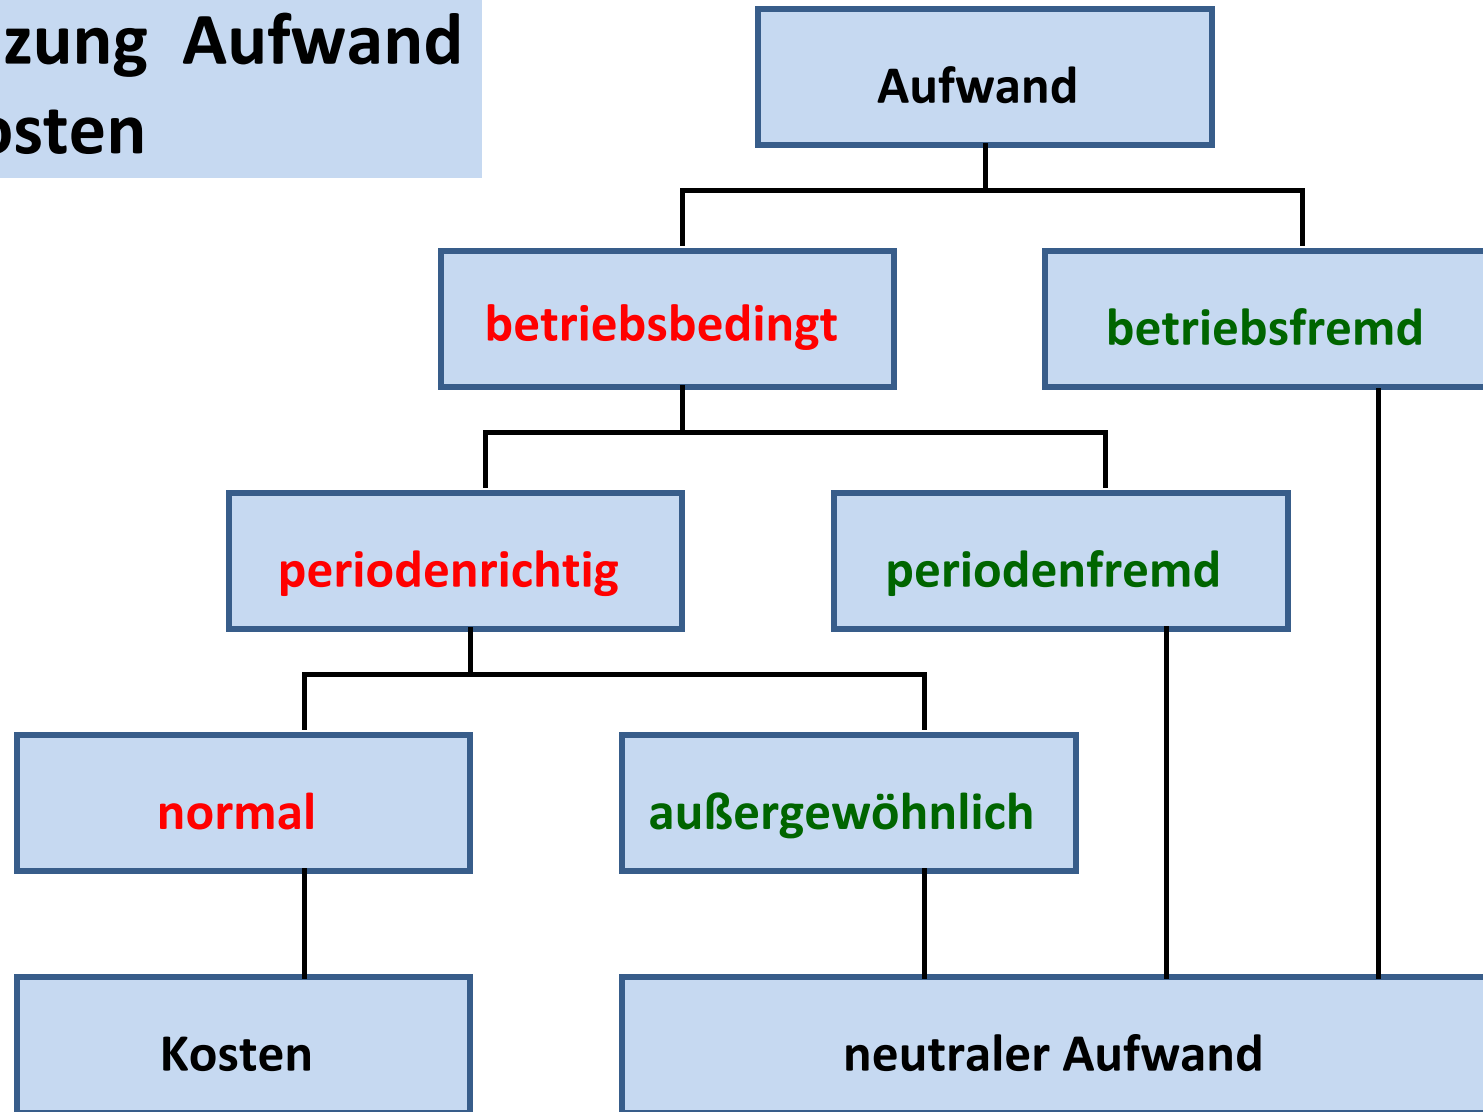 zung Aufwand
osten
Aufwand
betriebsbedingt
betriebsfremd
periodenrichtig
periodenfremd
normal
außergewöhnlich
Kosten
neutraler Aufwand